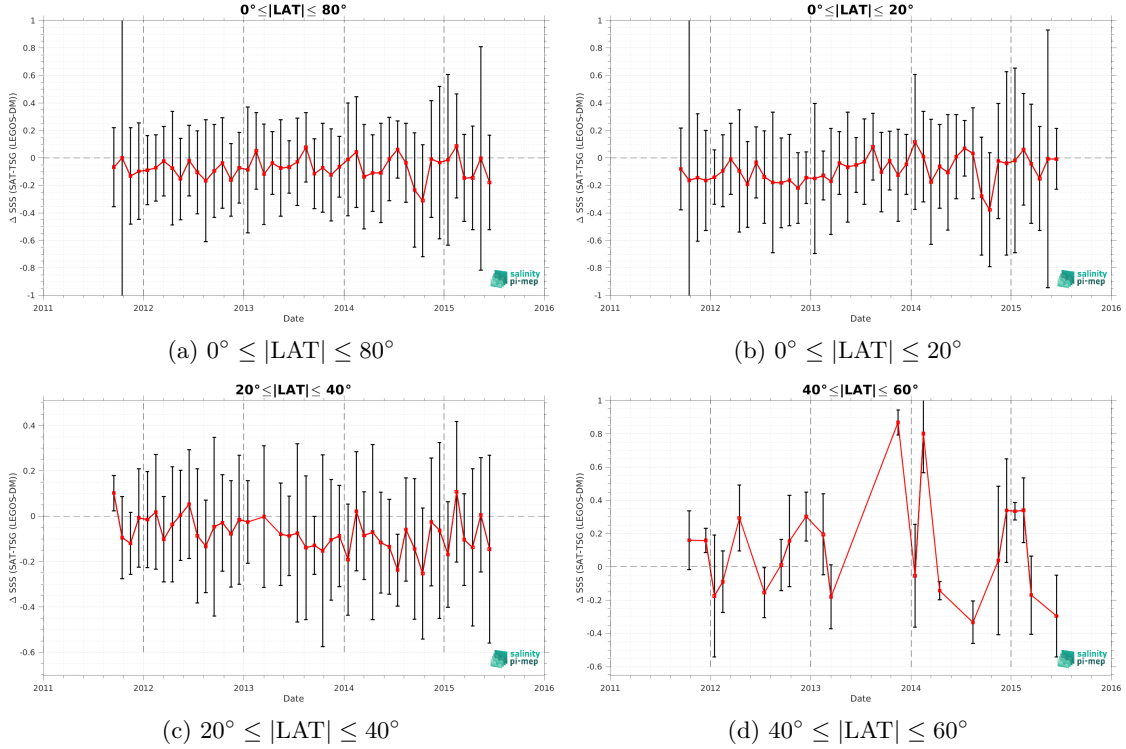 0°≤|LAT|≤ 80°
1
0.8
0.6
0.4
0.2
0
-0.2
-0.4
-0.6
-0.8
-1
Δ SSS (SAT-TSG (LEGOS-DM))
2011
2012
2013
2014
2015
2016
Date
salinity
pi-mep
(a) 0° ≤ |LAT| ≤ 80°
0°≤|LAT|≤ 20°
1
0.8
0.6
0.4
0.2
0
-0.2
-0.4
-0.6
-0.8
-1
Δ SSS (SAT-TSG (LEGOS-DM))
2011
2012
2013
2014
2015
2016
Date
salinity
pi-mep
(b) 0° ≤ |LAT| ≤ 20°
20°≤|LAT|≤ 40°
0.4
0.2
0
-0.2
-0.4
-0.6
Δ SSS (SAT-TSG (LEGOS-DM))
2011
2012
2013
2014
2015
2016
Date
salinity
pi-mep
(c) 20° ≤ |LAT| ≤ 40°
40°≤|LAT|≤ 60°
1
0.8
0.6
0.4
0.2
0
-0.2
-0.4
-0.6
Δ SSS (SAT-TSG (LEGOS-DM))
2011
2012
2013
2014
2015
2016
Date
salinity
pi-mep
(d) 40° ≤ |LAT| ≤ 60°